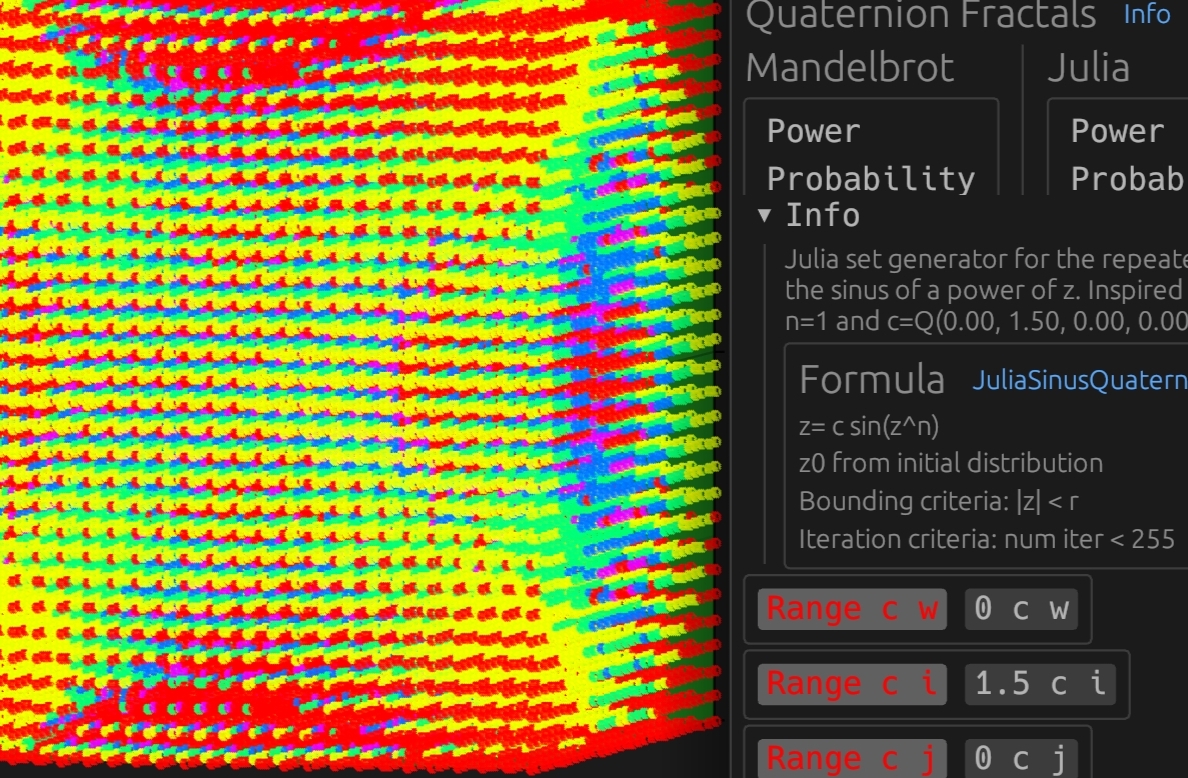 Quaternion Fractals Info
Mandelbrot
Julia
Power
Power
Probability
Probab
▼ Info
Julia set generator for the repeate
the sinus of a power of z. Inspired
n=1 and c=Q(0.00, 1.50, 0.00, 0.00
Formula JuliaSinusQuatern
z= c sin(z^n)
z0 from initial distribution
Bounding criteria: |z| < r
Iteration criteria: num iter < 255
Range c w 0 c w
Range c i 1.5 c i
Range c j 0 c j